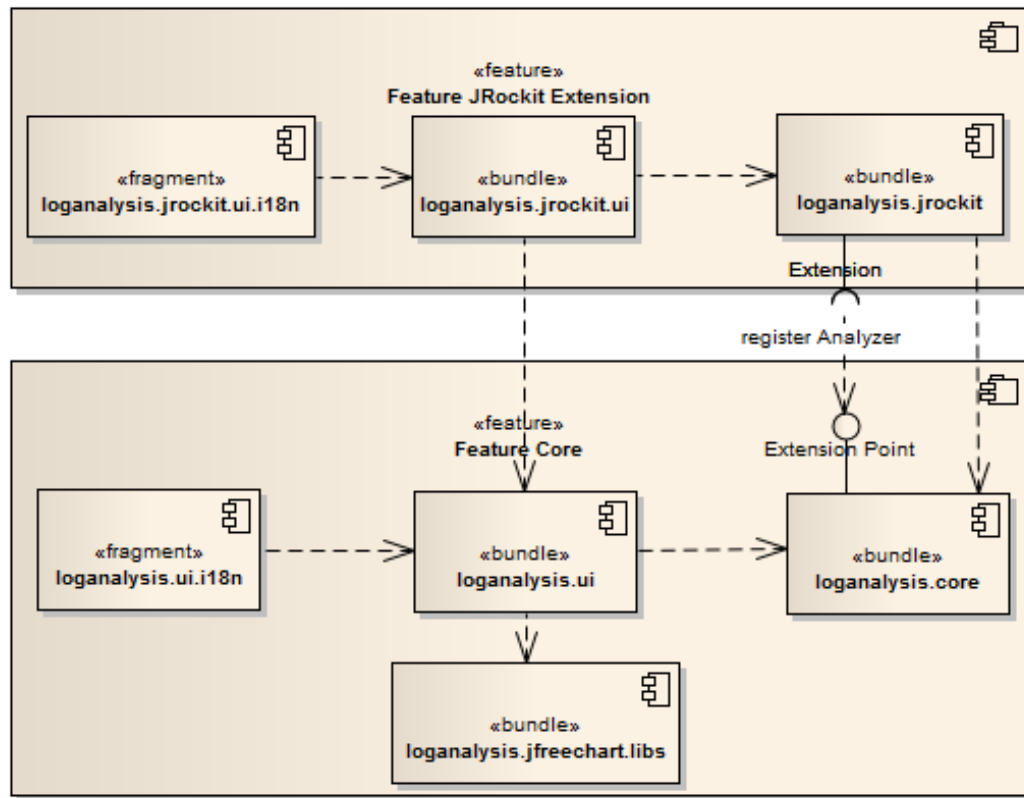 «feature»
Feature JRockit Extension
«fragment»
loganalysis.jrockit.ui.i18n
«bundle»
loganalysis.jrockit.ui
«bundle»
loganalysis.jrockit
Extension
register Analyzer
«feature»
Feature Core
Extension Point
«fragment»
loganalysis.ui.i18n
«bundle»
loganalysis.ui
«bundle»
loganalysis.core
«bundle»
loganalysis.jfreechart.libs